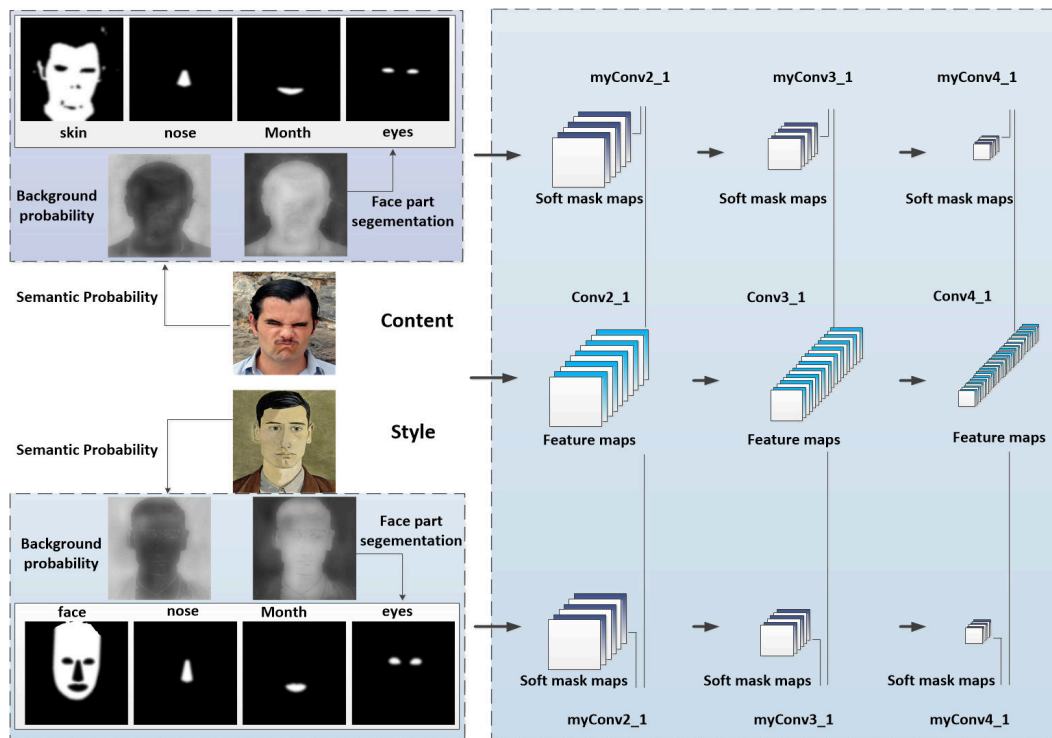 skin
nose
Month
eyes
Background
probability
Face part
segementation
Semantic Probability
Content
Semantic Probability
Style
Background
probability
Face part
segementation
face
nose
Month
eyes
myConv2_1
myConv3_1
myConv4_1
Soft mask maps
Soft mask maps
Soft mask maps
Conv2_1
Conv3_1
Conv4_1
Feature maps
Feature maps
Feature maps
Soft mask maps
Soft mask maps
Soft mask maps
myConv2_1
myConv3_1
myConv4_1